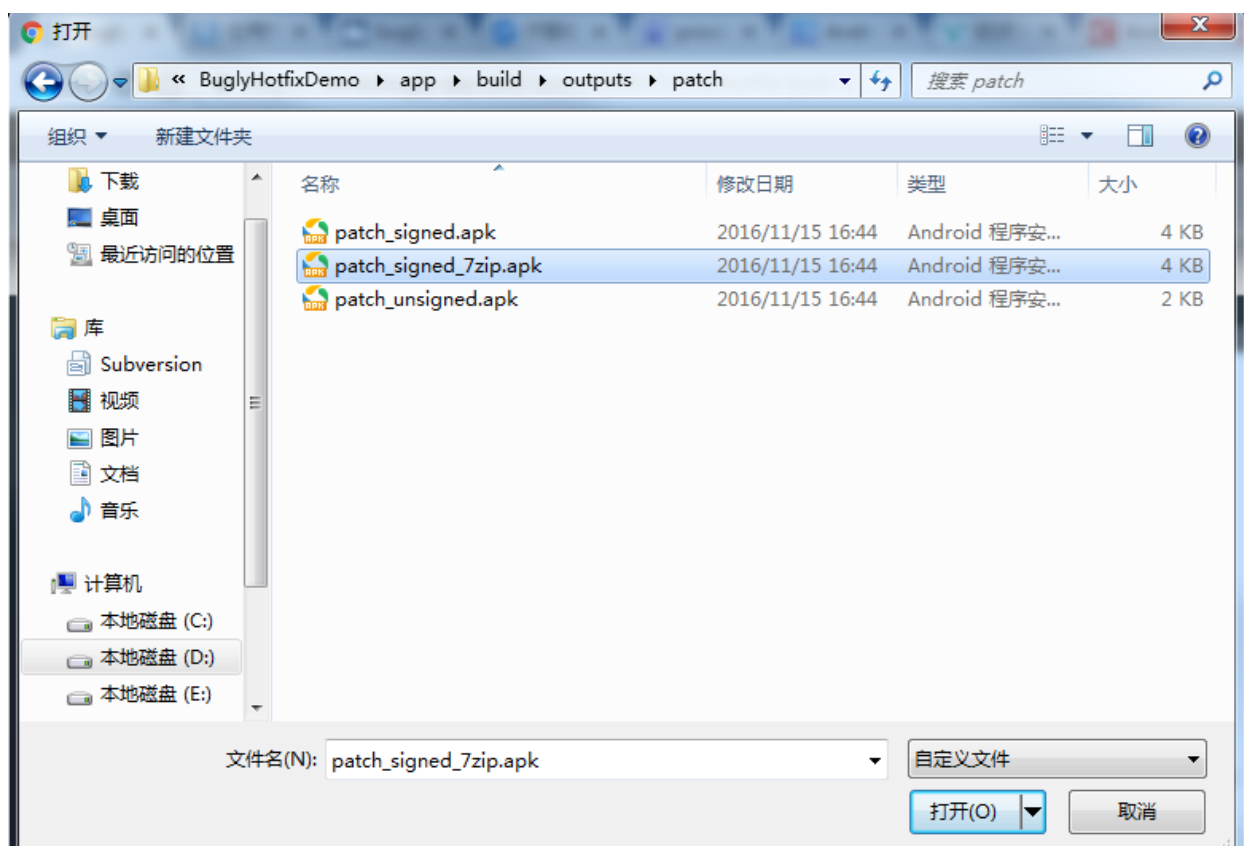 打开
« BuglyHotfixDemo app build outputs patch 搜索 patch
组织 新建文件夹
下载
桌面
最近访问的位置
库
Subversion
视频
图片
文档
音乐
计算机
本地磁盘 (C:)
本地磁盘 (D:)
本地磁盘 (E:)
名称 修改日期 类型 大小
patch_signed.apk 2016/11/15 16:44 Android 程序安... 4 KB
patch_signed_7zip.apk 2016/11/15 16:44 Android 程序安... 4 KB
patch_unsigned.apk 2016/11/15 16:44 Android 程序安... 2 KB
文件名(N): patch_signed_7zip.apk 自定义文件
打开(O) 取消